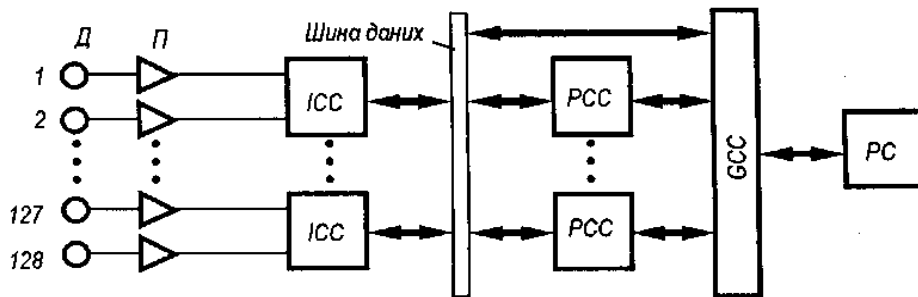 Д П Шина даних
1 ICC PCC
2
GCC PC
127 ICC PCC
128